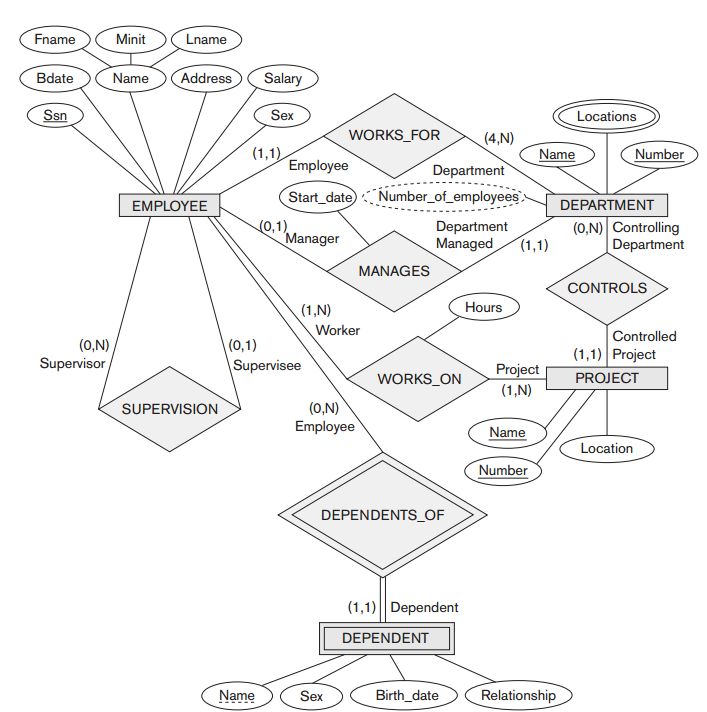 Fname
Minit
Lname
Bdate
Name
Address
Salary
Ssn
Sex
Locations
Name
Number
WORKS_FOR
(4,N)
(1,1)
Employee
Department
Start_date
Number_of_employees
EMPLOYEE
DEPARTMENT
(0,1)
Manager
Department
Managed
(1,1)
(0,N)
Controlling
Department
MANAGES
CONTROLS
Hours
(1,N)
Worker
(0,N)
Supervisor
(0,1)
Supervisee
Controlled
Project
(1,1)
WORKS_ON
Project
(1,N)
PROJECT
SUPERVISION
(0,N)
Employee
Name
Number
Location
DEPENDENTS_OF
(1,1)
Dependent
DEPENDENT
Name
Sex
Birth_date
Relationship